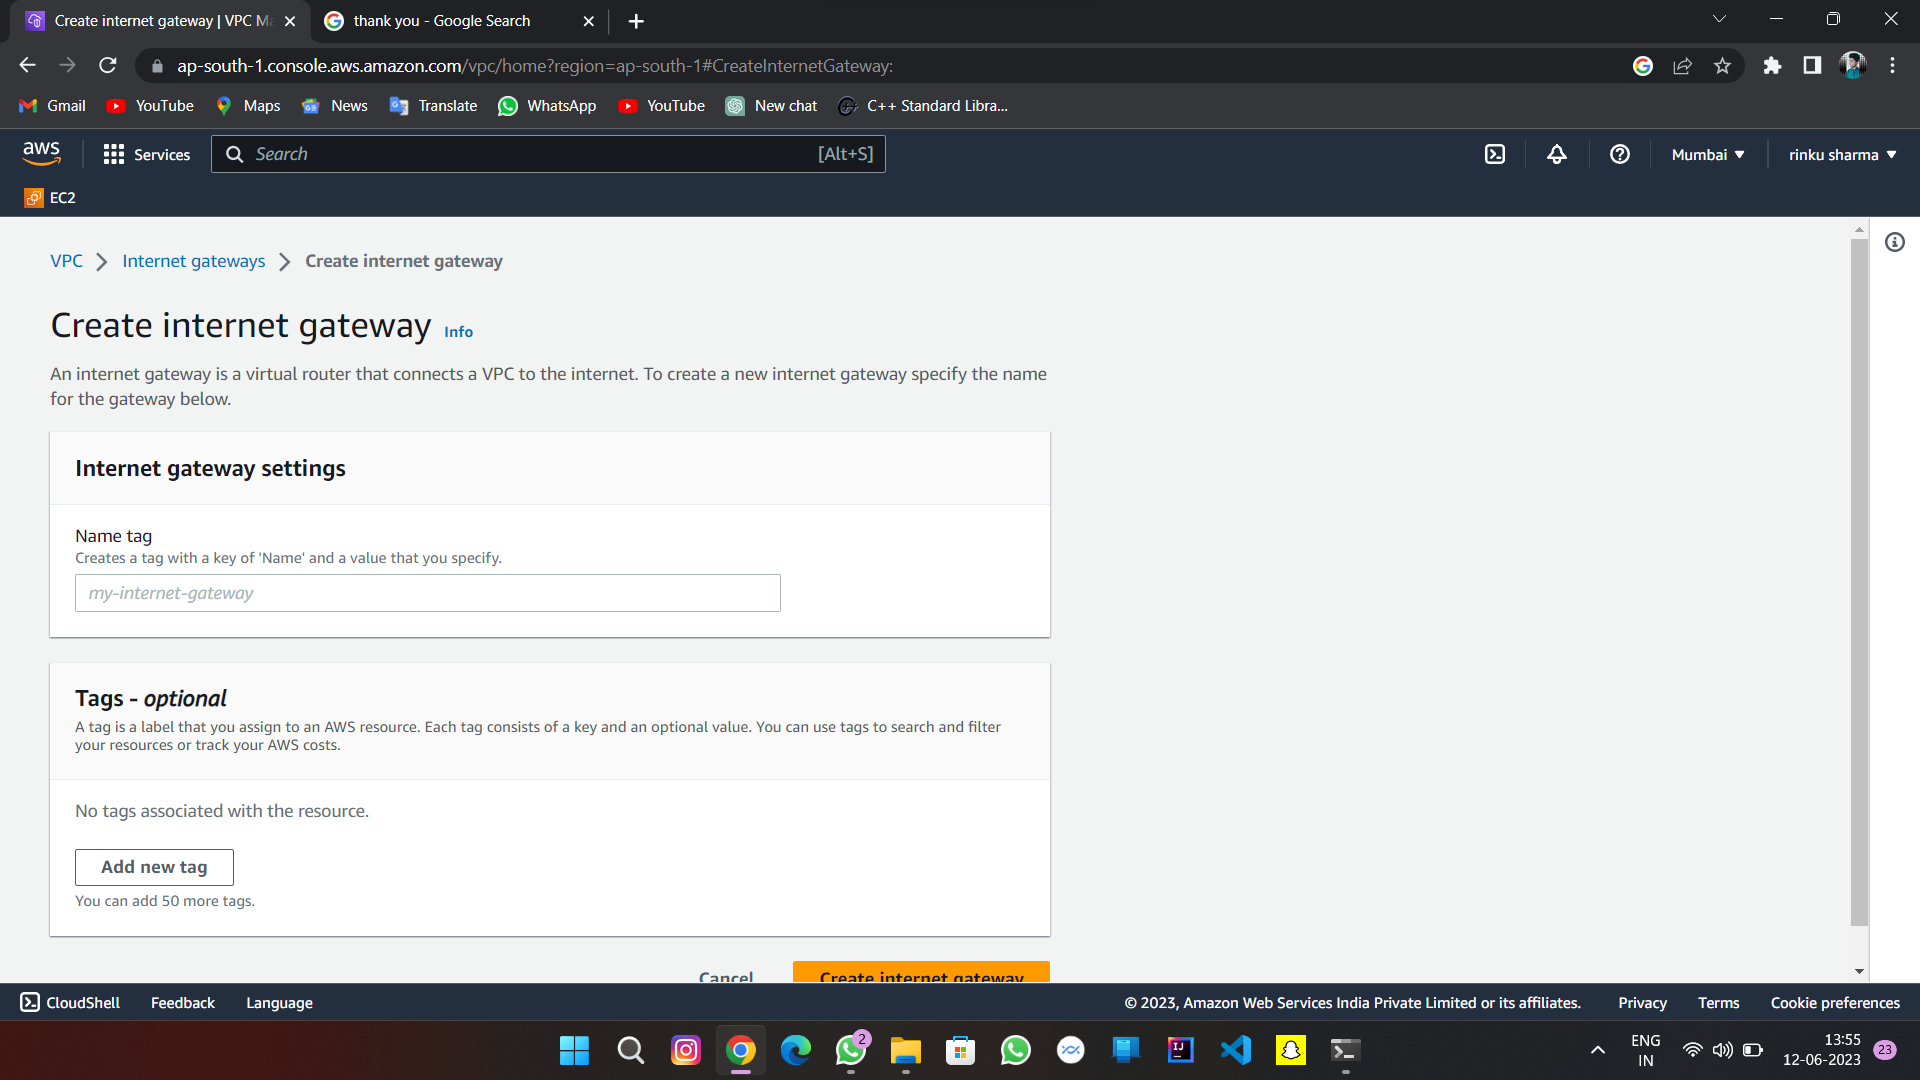 Create internet gateway | VPC Ma
thank you - Google Search
ap-south-1.console.aws.amazon.com/vpc/home?region=ap-south-1#CreateInternetGateway:
Gmail
YouTube
Maps
News
Translate
WhatsApp
YouTube
New chat
C++ Standard Libra...
aws
Services
Search
[Alt+S]
Mumbai
rinku sharma
EC2
VPC
Internet gateways
Create internet gateway
Create internet gateway Info
An internet gateway is a virtual router that connects a VPC to the internet. To create a new internet gateway specify the name
for the gateway below.
Internet gateway settings
Name tag
Creates a tag with a key of 'Name' and a value that you specify.
my-internet-gateway
Tags - optional
A tag is a label that you assign to an AWS resource. Each tag consists of a key and an optional value. You can use tags to search and filter
your resources or track your AWS costs.
No tags associated with the resource.
Add new tag
You can add 50 more tags.
Cancel
Create internet gateway
CloudShell
Feedback
Language
© 2023, Amazon Web Services India Private Limited or its affiliates.
Privacy
Terms
Cookie preferences
2
IJ
ENG
IN
13:55
12-06-2023
23